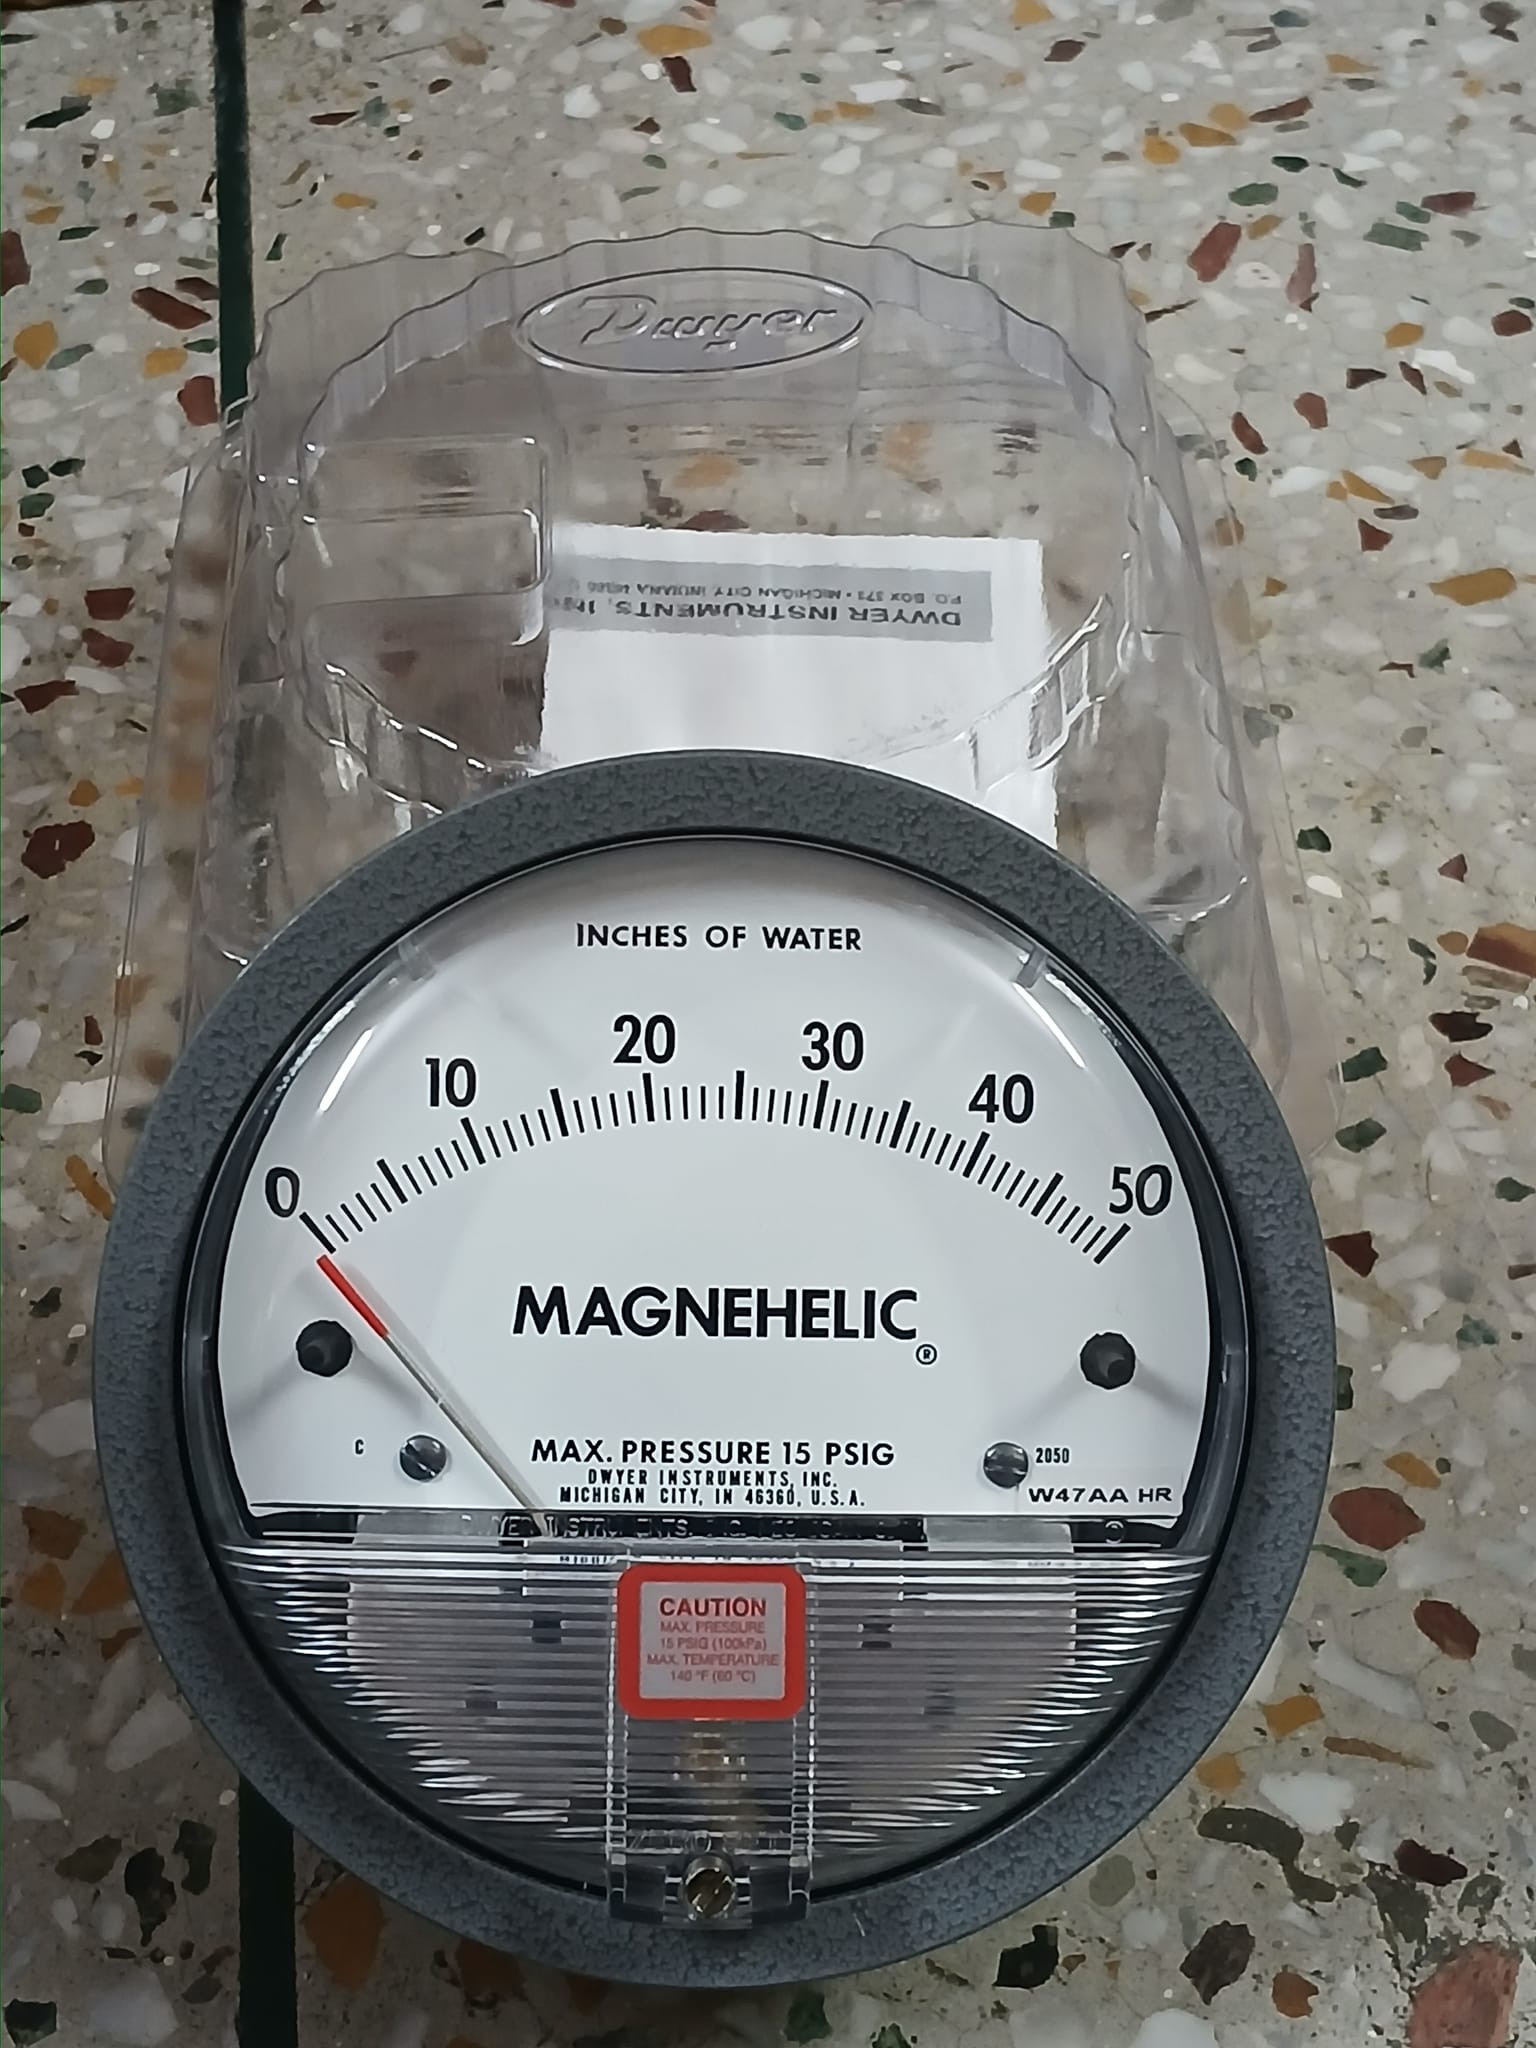 Dwyer
DWYER INSTRUMENTS, IN
P.O. BOX 373 • MICHIGAN CITY, INDIANA 46360
INCHES OF WATER
0 10 20 30 40 50
MAGNEHELIC®
MAX. PRESSURE 15 PSIG
DWYER INSTRUMENTS, INC.
MICHIGAN CITY, IN 46360, U.S.A.
C
2050
W47AA HR
CAUTION
MAX. PRESSURE
15 PSIG (100kPa)
MAX. TEMPERATURE
140 °F (60 °C)